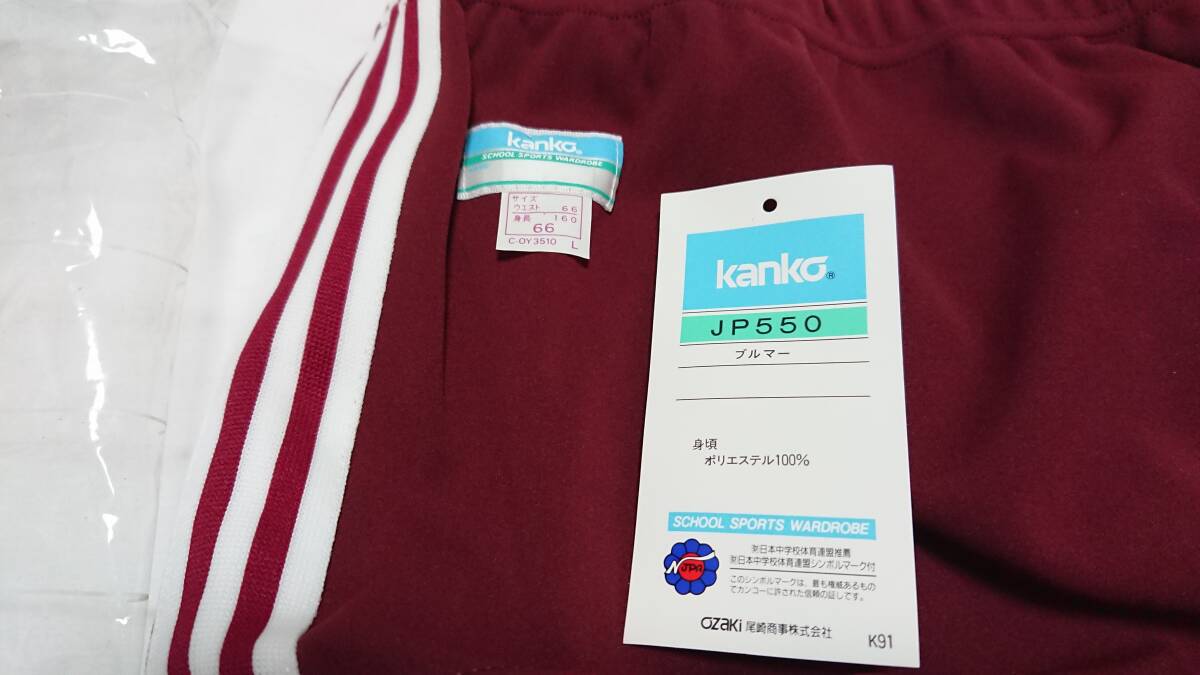 kanko®
SCHOOL SPORTS WARDROBE
サイズ
ウエスト 66
身長 160
66
C-OY3510 L
kanko®
JP550
ブルマー
身頃
ポリエステル100%
SCHOOL SPORTS WARDROBE
N JPA
財日本中学校体育連盟推薦
財日本中学校体育連盟シンボルマーク付
このシンボルマークは、最も権威あるもの
でカンコーに許された信頼の証しです。
OZAKI 尾崎商事株式会社
K91